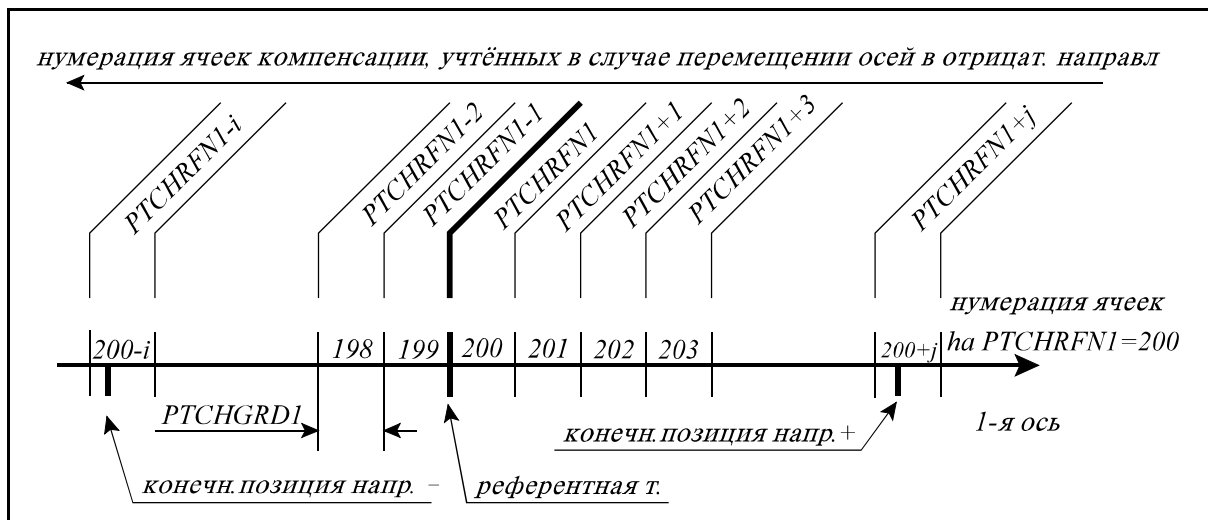 нумерация ячеек компенсации, учтённых в случае перемещении осей в отрицат. направл
PTCHRFN1-i
PTCHRFN1-2
PTCHRFN1-1
PTCHRFN1
PTCHRFN1+1
PTCHRFN1+2
PTCHRFN1+3
PTCHRFN1+j
нумерация ячеек
ha PTCHRFN1=200
200-i
198
199
200
201
202
203
200+j
PTCHGRD1
конечн.позиция напр.+
1-я ось
конечн.позиция напр. -
референтная т.